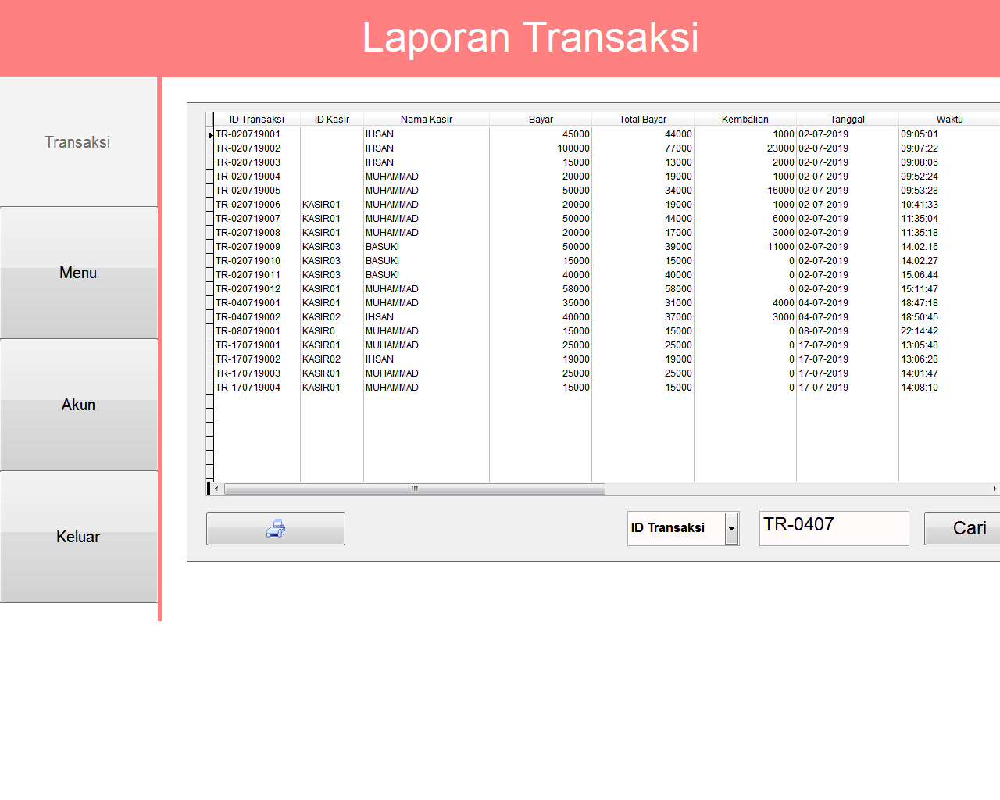 Laporan Transaksi
Transaksi
Menu
Akun
Keluar
ID Transaksi ID Kasir Nama Kasir Bayar Total Bayar Kembalian Tanggal Waktu
TR-020719001 IHSAN 45000 44000 1000 02-07-2019 09:05:01
TR-020719002 IHSAN 100000 77000 23000 02-07-2019 09:07:22
TR-020719003 IHSAN 15000 13000 2000 02-07-2019 09:08:06
TR-020719004 MUHAMMAD 20000 19000 1000 02-07-2019 09:52:24
TR-020719005 MUHAMMAD 50000 34000 16000 02-07-2019 09:53:28
TR-020719006 KASIR01 MUHAMMAD 20000 19000 1000 02-07-2019 10:41:33
TR-020719007 KASIR01 MUHAMMAD 50000 44000 6000 02-07-2019 11:35:04
TR-020719008 KASIR01 MUHAMMAD 20000 17000 3000 02-07-2019 11:35:18
TR-020719009 KASIR03 BASUKI 50000 39000 11000 02-07-2019 14:02:16
TR-020719010 KASIR03 BASUKI 15000 15000 0 02-07-2019 14:02:27
TR-020719011 KASIR03 BASUKI 40000 40000 0 02-07-2019 15:06:44
TR-020719012 KASIR01 MUHAMMAD 58000 58000 0 02-07-2019 15:11:47
TR-040719001 KASIR01 MUHAMMAD 35000 31000 4000 04-07-2019 18:47:18
TR-040719002 KASIR02 IHSAN 40000 37000 3000 04-07-2019 18:50:45
TR-080719001 KASIR0 MUHAMMAD 15000 15000 0 08-07-2019 22:14:42
TR-170719001 KASIR01 MUHAMMAD 25000 25000 0 17-07-2019 13:05:48
TR-170719002 KASIR02 IHSAN 19000 19000 0 17-07-2019 13:06:28
TR-170719003 KASIR01 MUHAMMAD 25000 25000 0 17-07-2019 14:01:47
TR-170719004 KASIR01 MUHAMMAD 15000 15000 0 17-07-2019 14:08:10
ID Transaksi TR-0407 Cari